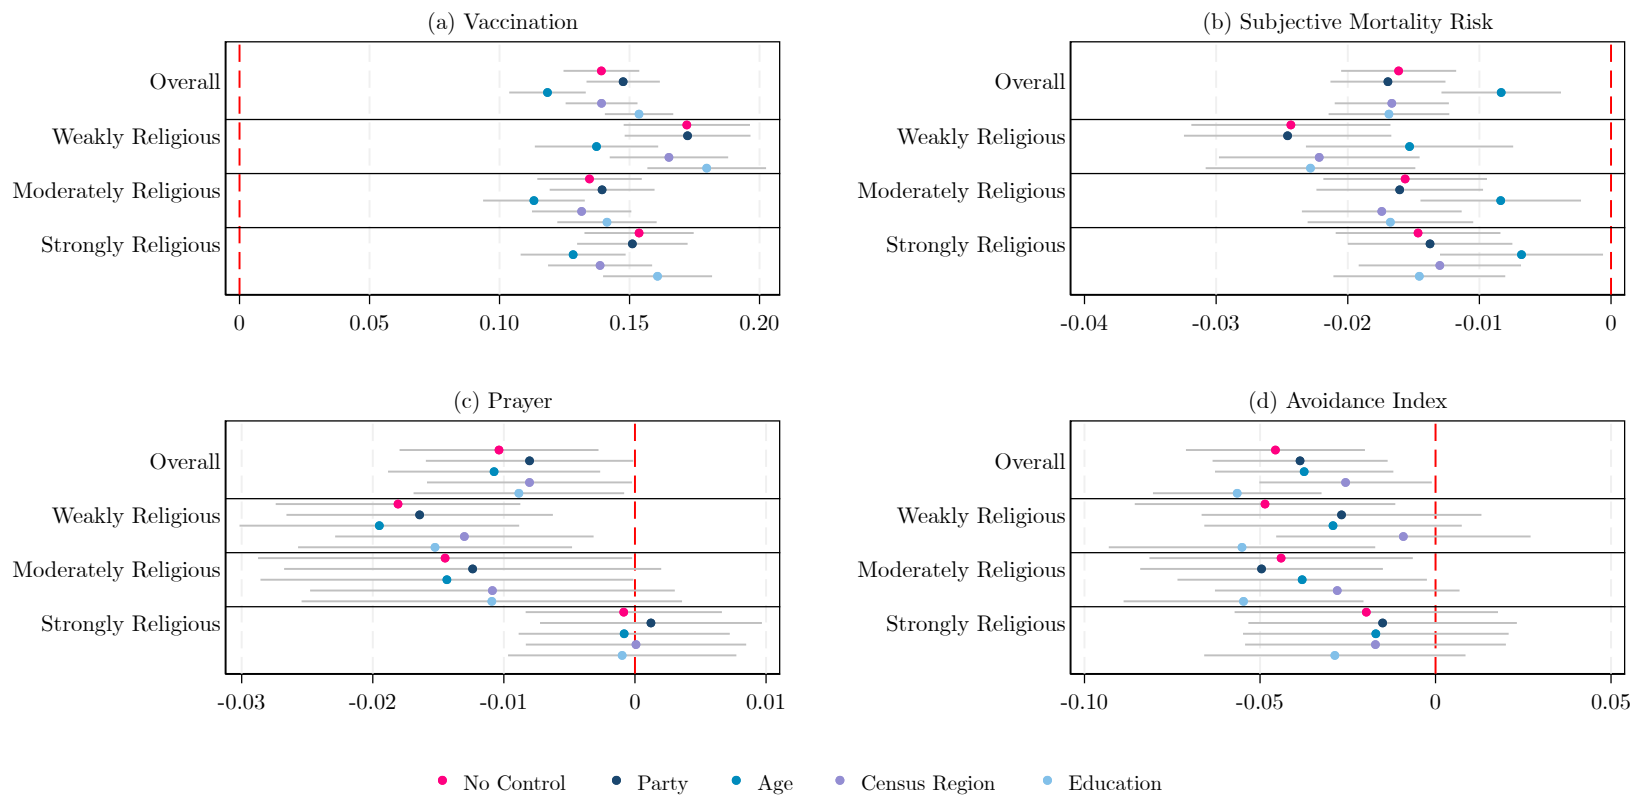 (a) Vaccination
Overall
Weakly Religious
Moderately Religious
Strongly Religious
0 0.05 0.10 0.15 0.20
(b) Subjective Mortality Risk
Overall
Weakly Religious
Moderately Religious
Strongly Religious
-0.04 -0.03 -0.02 -0.01 0
(c) Prayer
Overall
Weakly Religious
Moderately Religious
Strongly Religious
-0.03 -0.02 -0.01 0 0.01
(d) Avoidance Index
Overall
Weakly Religious
Moderately Religious
Strongly Religious
-0.10 -0.05 0 0.05
No Control Party Age Census Region Education